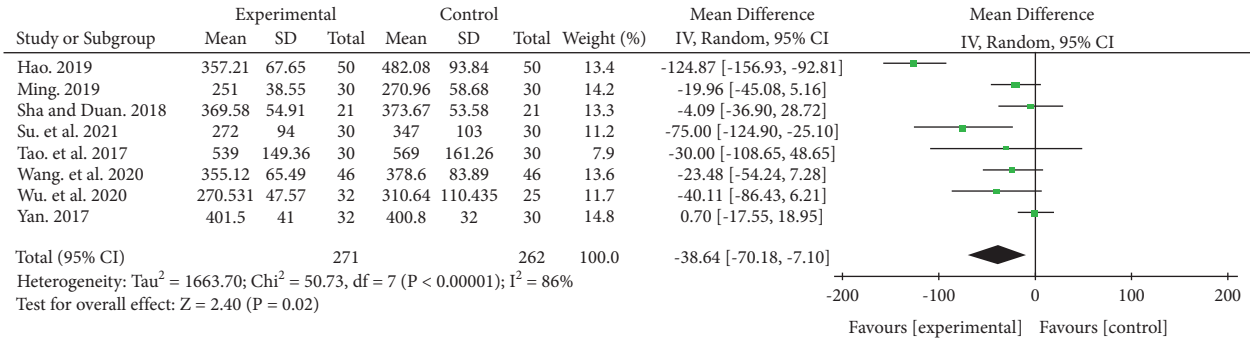 Experimental Control Mean Difference Mean Difference
Study or Subgroup Mean SD Total Mean SD Total Weight (%) IV, Random, 95% CI IV, Random, 95% CI
Hao. 2019 357.21 67.65 50 482.08 93.84 50 13.4 -124.87 [-156.93, -92.81]
Ming. 2019 251 38.55 30 270.96 58.68 30 14.2 -19.96 [-45.08, 5.16]
Sha and Duan. 2018 369.58 54.91 21 373.67 53.58 21 13.3 -4.09 [-36.90, 28.72]
Su. et al. 2021 272 94 30 347 103 30 11.2 -75.00 [-124.90, -25.10]
Tao. et al. 2017 539 149.36 30 569 161.26 30 7.9 -30.00 [-108.65, 48.65]
Wang. et al. 2020 355.12 65.49 46 378.6 83.89 46 13.6 -23.48 [-54.24, 7.28]
Wu. et al. 2020 270.531 47.57 32 310.64 110.435 25 11.7 -40.11 [-86.43, 6.21]
Yan. 2017 401.5 41 32 400.8 32 30 14.8 0.70 [-17.55, 18.95]
Total (95% CI) 271 262 100.0 -38.64 [-70.18, -7.10]
Heterogeneity: Tau² = 1663.70; Chi² = 50.73, df = 7 (P < 0.00001); I² = 86%
Test for overall effect: Z = 2.40 (P = 0.02)
-200 -100 0 100 200
Favours [experimental] Favours [control]